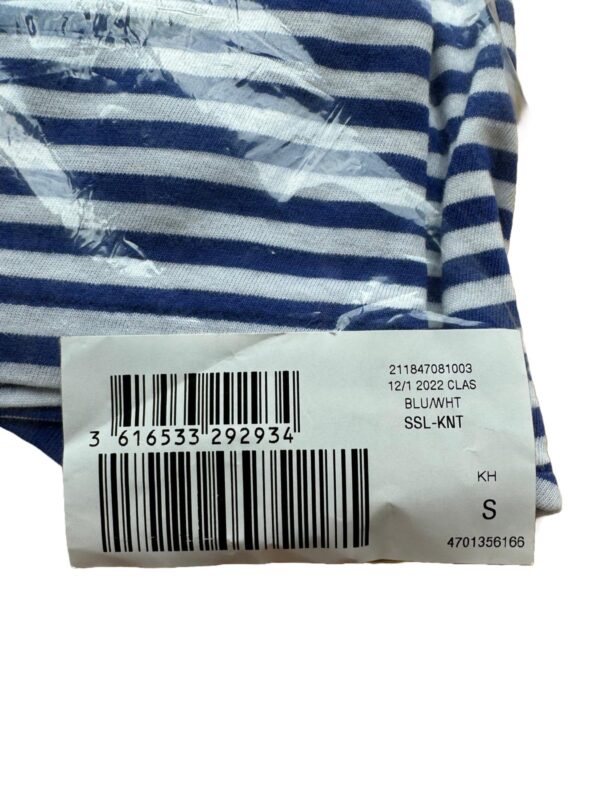 211847081003
12/1 2022 CLAS
BLU/WHT
SSL-KNT
3 616533 292934
KH
S
4701356166